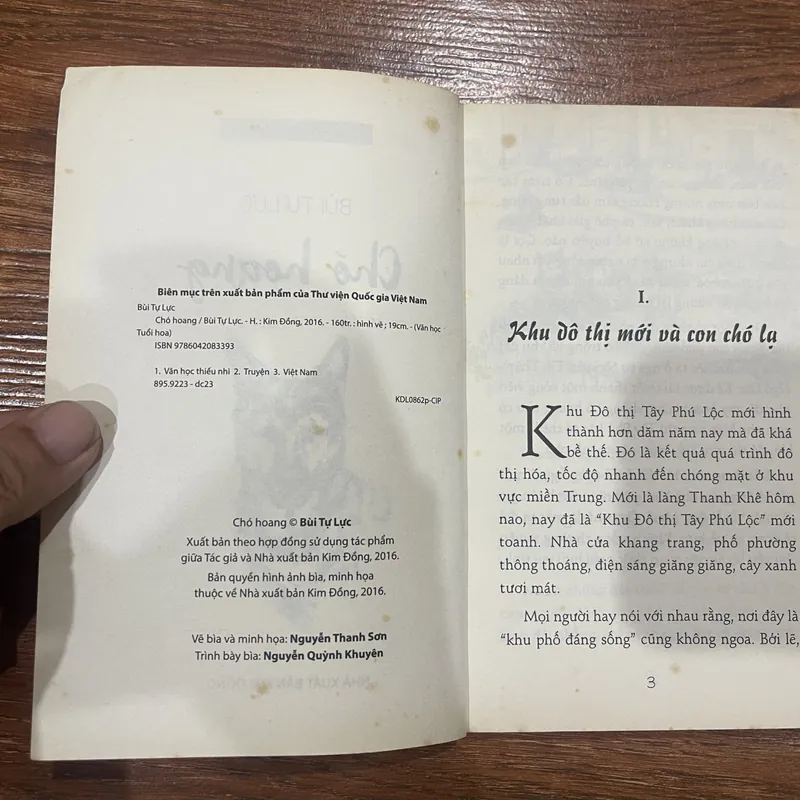 Biên mục trên xuất bản phẩm của Thư viện Quốc gia Việt Nam
Bùi Tự Lực
Chó hoang / Bùi Tự Lực. - H. : Kim Đồng, 2016. - 160tr. : hình vẽ ; 19cm. - (Văn học
Tuổi hoa)
ISBN 9786042083393
1. Văn học thiếu nhi 2. Truyện 3. Việt Nam
895.9223 - dc23
KDL0862p-CIP
Chó hoang © Bùi Tự Lực
Xuất bản theo hợp đồng sử dụng tác phẩm
giữa Tác giả và Nhà xuất bản Kim Đồng, 2016.
Bản quyền hình ảnh bìa, minh họa
thuộc về Nhà xuất bản Kim Đồng, 2016.
Vẽ bìa và minh họa: Nguyễn Thanh Sơn
Trình bày bìa: Nguyễn Quỳnh Khuyên
I.
Khu đô thị mới và con chó lạ
Khu Đô thị Tây Phú Lộc mới hình
thành hơn dăm năm nay mà đã khá
bề thế. Đó là kết quả quá trình đô
thị hóa, tốc độ nhanh đến chóng mặt ở khu
vực miền Trung. Mới là làng Thanh Khê hôm
nao, nay đã là “Khu Đô thị Tây Phú Lộc” mới
toanh. Nhà cửa khang trang, phố phường
thông thoáng, điện sáng giăng giăng, cây xanh
tươi mát.
Mọi người hay nói với nhau rằng, nơi đây là
“khu phố đáng sống” cũng không ngoa. Bởi lẽ,
3